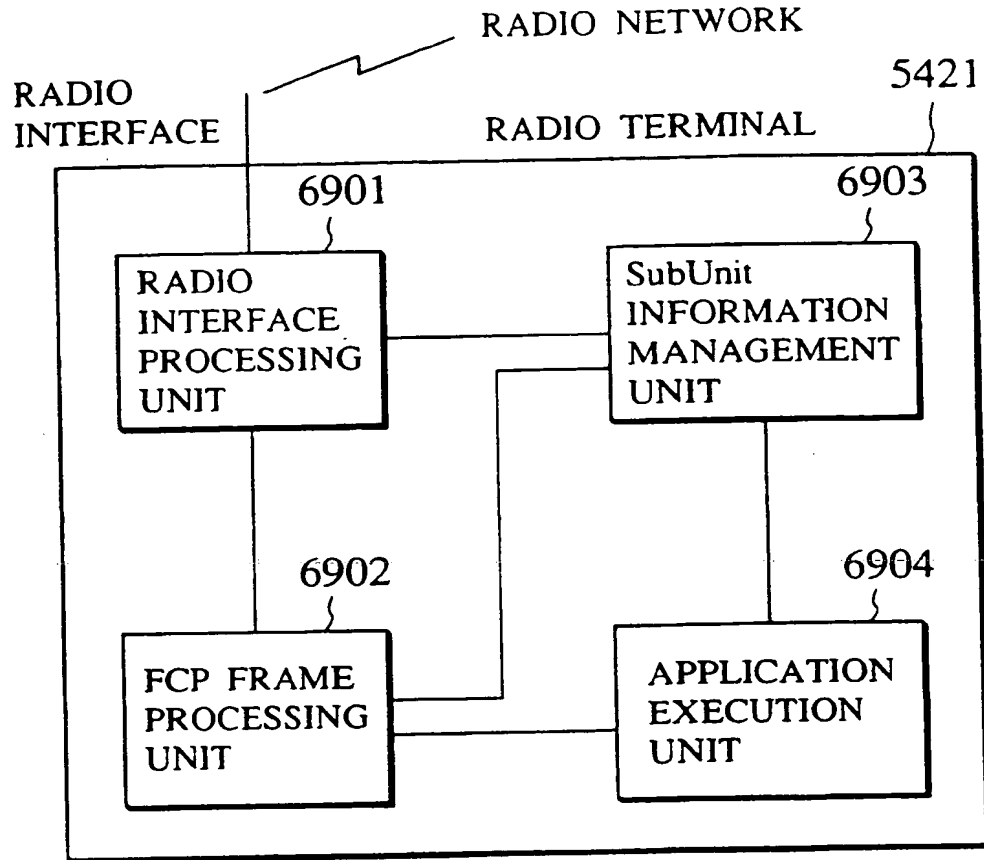 RADIO NETWORK
RADIO
INTERFACE
RADIO TERMINAL
5421
6901
RADIO
INTERFACE
PROCESSING
UNIT
6903
SubUnit
INFORMATION
MANAGEMENT
UNIT
6902
FCP FRAME
PROCESSING
UNIT
6904
APPLICATION
EXECUTION
UNIT